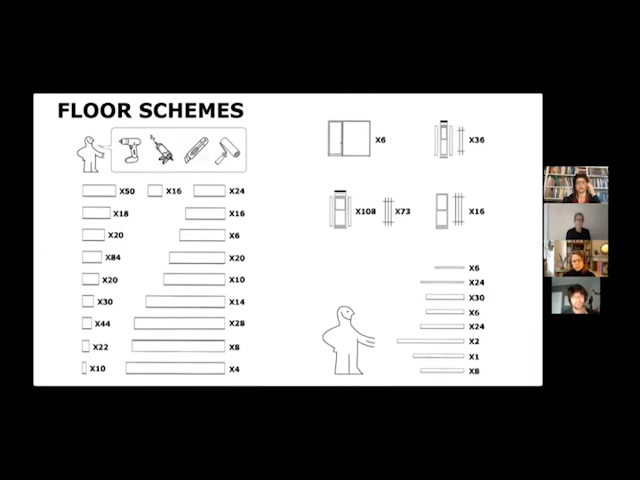 FLOOR SCHEMES
X6 X36
X50 X16 X24
X18 X16
X108 X73 X16
X20 X6
X84 X20
X20 X10
X6
X24
X30 X14
X30
X6
X44 X28
X24
X2
X22 X8
X1
X10 X4
X8